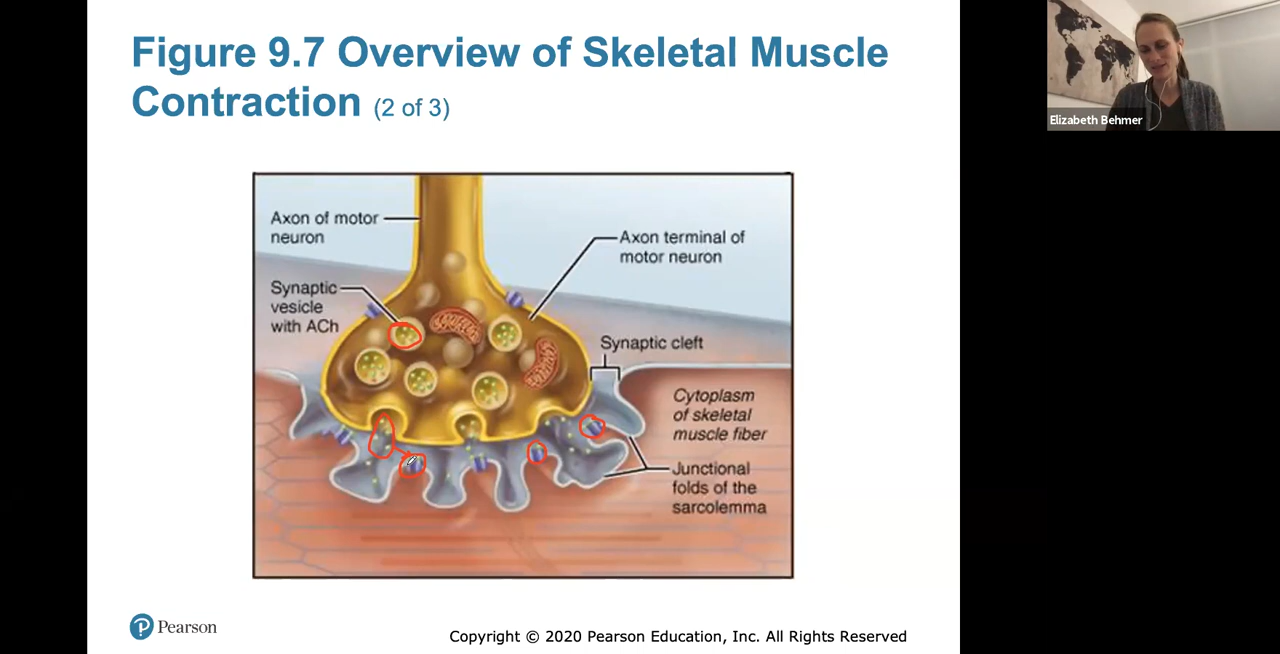 Figure 9.7 Overview of Skeletal Muscle
Contraction (2 of 3)
Elizabeth Behmer
Axon of motor
neuron
Axon terminal of
motor neuron
Synaptic
vesicle
with ACh
Synaptic cleft
Cytoplasm
of skeletal
muscle fiber
Junctional
folds of the
sarcolemma
Pearson
Copyright © 2020 Pearson Education, Inc. All Rights Reserved